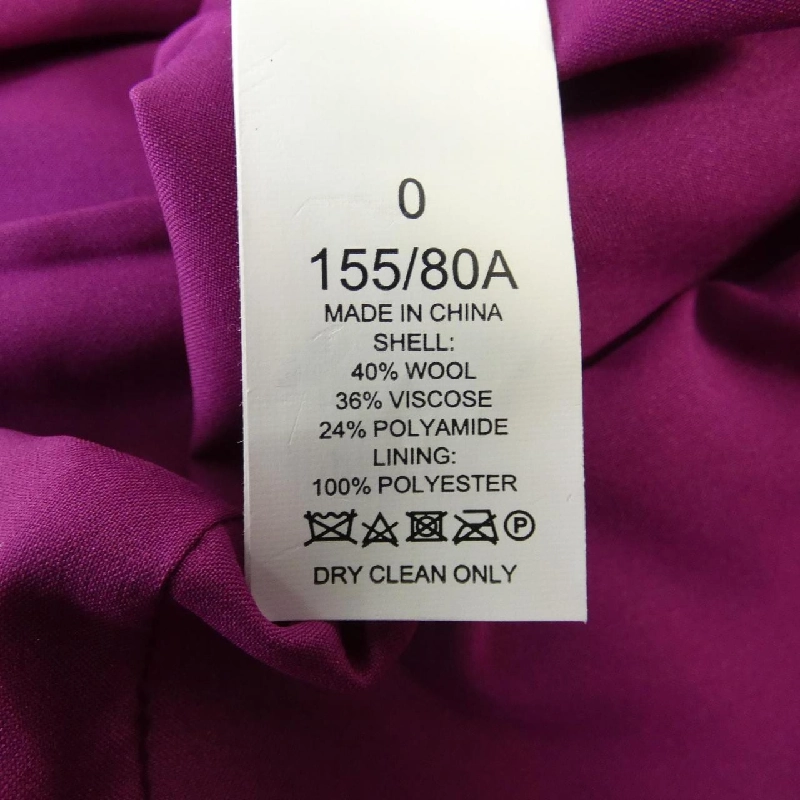 0
155/80A
MADE IN CHINA
SHELL:
40% WOOL
36% VISCOSE
24% POLYAMIDE
LINING:
100% POLYESTER
P
DRY CLEAN ONLY